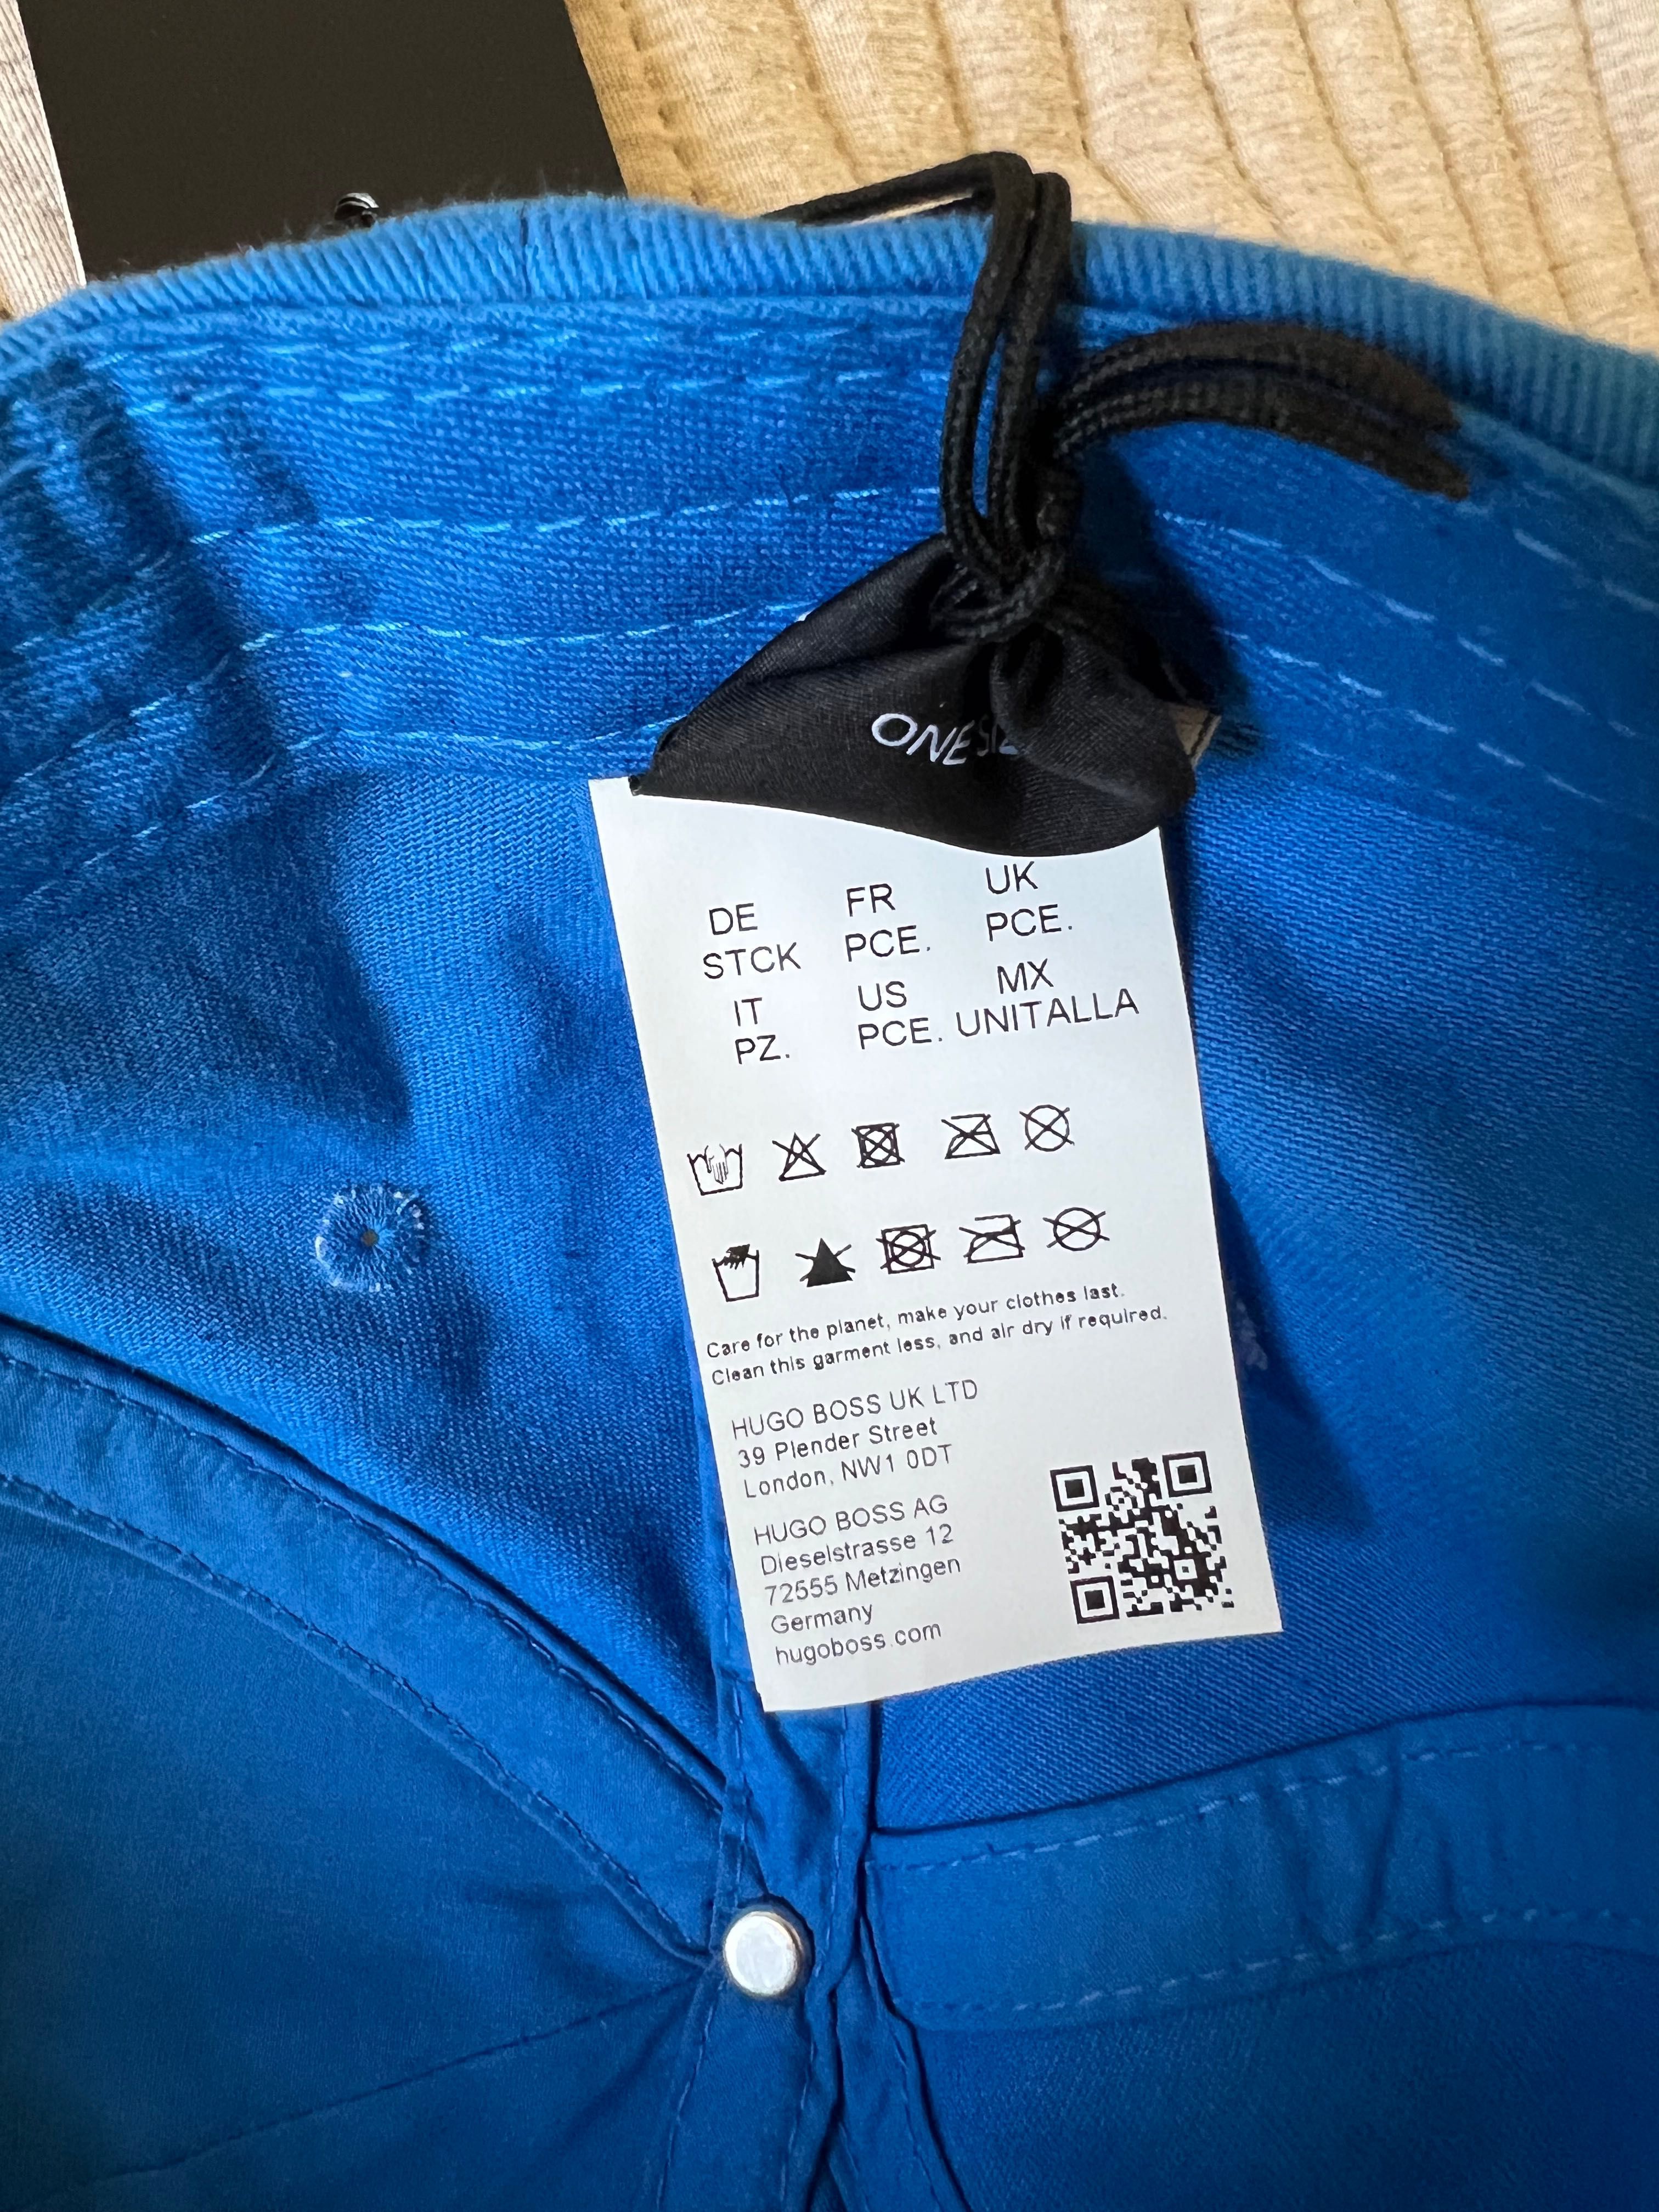 ONE SIZ
DE FR UK
STCK PCE. PCE.
IT US MX
PZ. PCE. UNITALLA
Care for the planet, make your clothes last.
Clean this garment less, and air dry if required.
HUGO BOSS UK LTD
39 Plender Street
London, NW1 0DT
HUGO BOSS AG
Dieselstrasse 12
72555 Metzingen
Germany
hugoboss.com